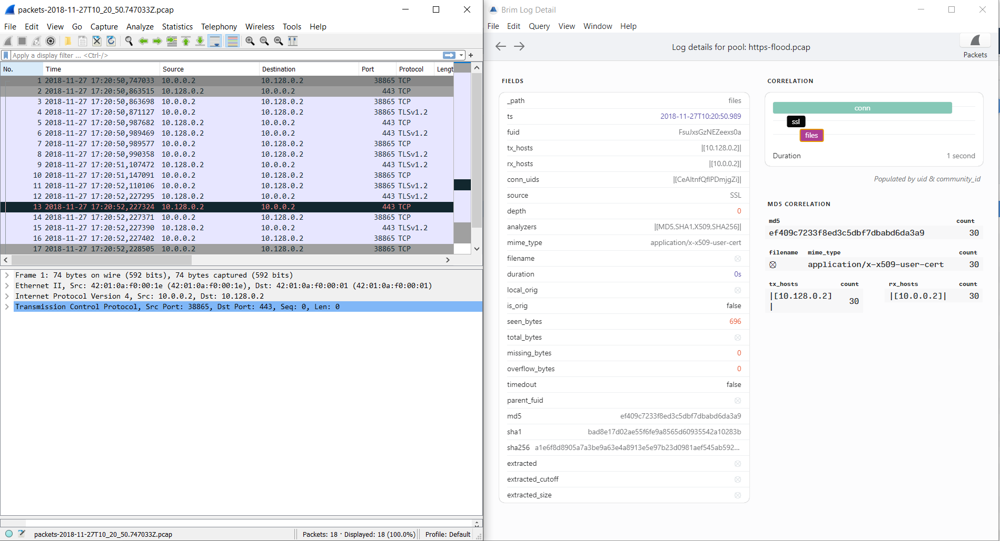 packets-2018-11-27T10_20_50.747033Z.pcap
File Edit View Go Capture Analyze Statistics Telephony Wireless Tools Help
Apply a display filter ... <Ctrl-/>
No. Time Source Destination Port Protocol Lengt
1 2018-11-27 17:20:50,747033 10.0.0.2 10.128.0.2 38865 TCP
2 2018-11-27 17:20:50,863515 10.128.0.2 10.0.0.2 443 TCP
3 2018-11-27 17:20:50,863698 10.0.0.2 10.128.0.2 38865 TCP
4 2018-11-27 17:20:50,871127 10.0.0.2 10.128.0.2 38865 TLSv1.2
5 2018-11-27 17:20:50,987682 10.128.0.2 10.0.0.2 443 TCP
6 2018-11-27 17:20:50,989469 10.128.0.2 10.0.0.2 443 TLSv1.2
7 2018-11-27 17:20:50,989577 10.0.0.2 10.128.0.2 38865 TCP
8 2018-11-27 17:20:50,990358 10.0.0.2 10.128.0.2 38865 TLSv1.2
9 2018-11-27 17:20:51,107472 10.128.0.2 10.0.0.2 443 TLSv1.2
10 2018-11-27 17:20:51,147091 10.0.0.2 10.128.0.2 38865 TCP
11 2018-11-27 17:20:52,110106 10.0.0.2 10.128.0.2 38865 TLSv1.2
12 2018-11-27 17:20:52,227295 10.128.0.2 10.0.0.2 443 TLSv1.2
13 2018-11-27 17:20:52,227324 10.128.0.2 10.0.0.2 443 TCP
14 2018-11-27 17:20:52,227371 10.0.0.2 10.128.0.2 38865 TCP
15 2018-11-27 17:20:52,227390 10.128.0.2 10.0.0.2 443 TLSv1.2
16 2018-11-27 17:20:52,227402 10.0.0.2 10.128.0.2 38865 TCP
17 2018-11-27 17:20:52,228505 10.0.0.2 10.128.0.2 38865 TCP
Frame 1: 74 bytes on wire (592 bits), 74 bytes captured (592 bits)
Ethernet II, Src: 42:01:0a:f0:00:1e (42:01:0a:f0:00:1e), Dst: 42:01:0a:f0:00:01 (42:01:0a:f0:00:01)
Internet Protocol Version 4, Src: 10.0.0.2, Dst: 10.128.0.2
Transmission Control Protocol, Src Port: 38865, Dst Port: 443, Seq: 0, Len: 0
packets-2018-11-27T10_20_50.747033Z.pcap
Packets: 18 · Displayed: 18 (100.0%)
Profile: Default
Brim Log Detail
File Edit Query View Window Help
Log details for pool: https-flood.pcap
Packets
FIELDS
_path files
ts 2018-11-27T10:20:50.989
fuid FsuJxsGzNEZeexs0a
tx_hosts |[10.128.0.2]|
rx_hosts |[10.0.0.2]|
conn_uids |[CeAltnfQflPDmjgZi]|
source SSL
depth 0
analyzers |[MD5,SHA1,X509,SHA256]|
mime_type application/x-x509-user-cert
filename
duration 0s
local_orig
is_orig false
seen_bytes 696
total_bytes
missing_bytes 0
overflow_bytes 0
timedout false
parent_fuid
md5 ef409c7233f8ed3c5dbf7dbabd6da3a9
sha1 bad8e17d02ae55f6fe9a8565d60935542a10283b
sha256 a1e6f8d8905a7a3be9a63e4a8913e5e97b23d0981aef545ab592...
extracted
extracted_cutoff
extracted_size
CORRELATION
conn
ssl
files
Duration 1 second
Populated by uid & community_id
MD5 CORRELATION
md5 count
ef409c7233f8ed3c5dbf7dbabd6da3a9 30
filename mime_type count
application/x-x509-user-cert 30
tx_hosts count rx_hosts count
|[10.128.0.2] 30 |[10.0.0.2]| 30
|